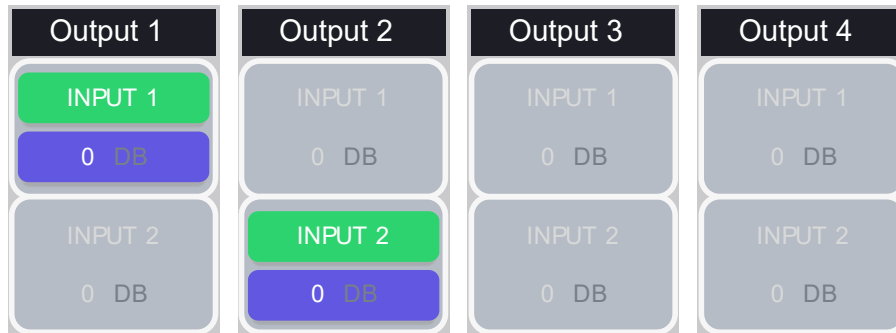 Output 1 Output 2 Output 3 Output 4
INPUT 1 INPUT 1 INPUT 1 INPUT 1
0 DB 0 DB 0 DB 0 DB
INPUT 2 INPUT 2 INPUT 2 INPUT 2
0 DB 0 DB 0 DB 0 DB